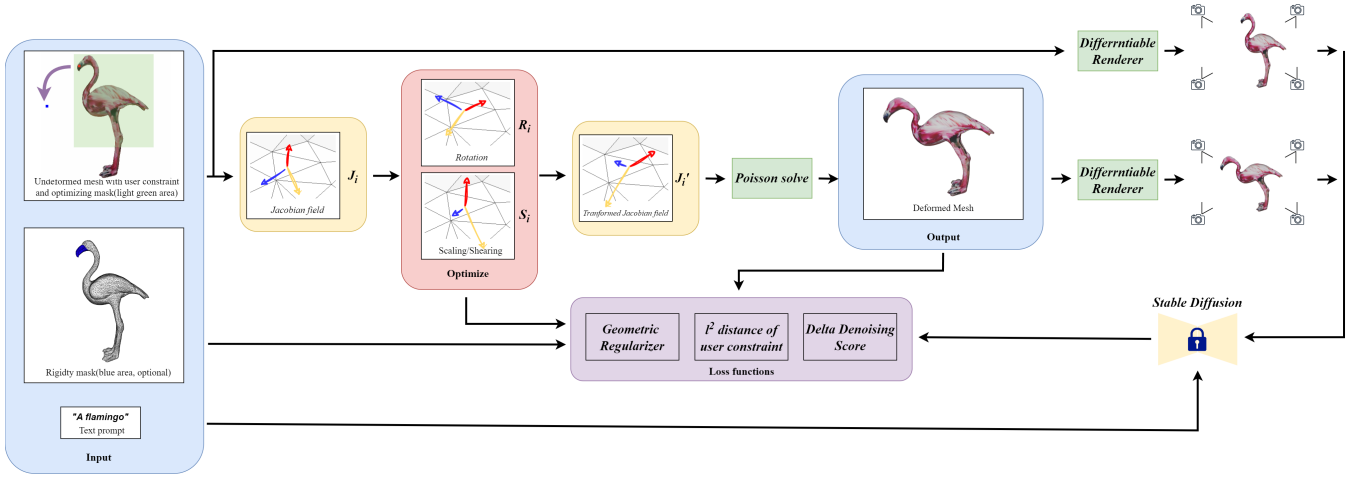 Undeformed mesh with user constraint
and optimizing mask(light green area)
Rigidty mask(blue area, optional)
"A flamingo"
Text prompt
Input
Jacobian field
J_i
Rotation
R_i
Scaling/Shearing
S_i
Optimize
Tranformed Jacobian field
J_i'
Poisson solve
Deformed Mesh
Output
Differrntiable
Renderer
Differrntiable
Renderer
Stable Diffusion
Geometric
Regularizer
l² distance of
user constraint
Delta Denoising
Score
Loss functions